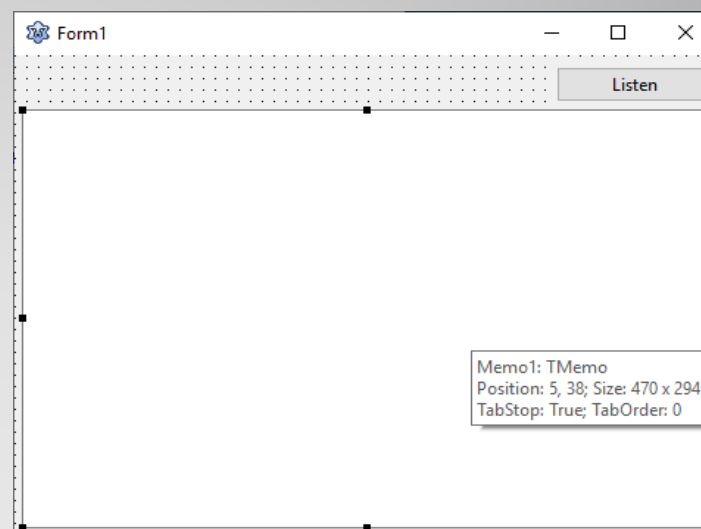 Form1
Listen
Memo1: TMemo
Position: 5, 38; Size: 470 x 294
TabStop: True; TabOrder: 0